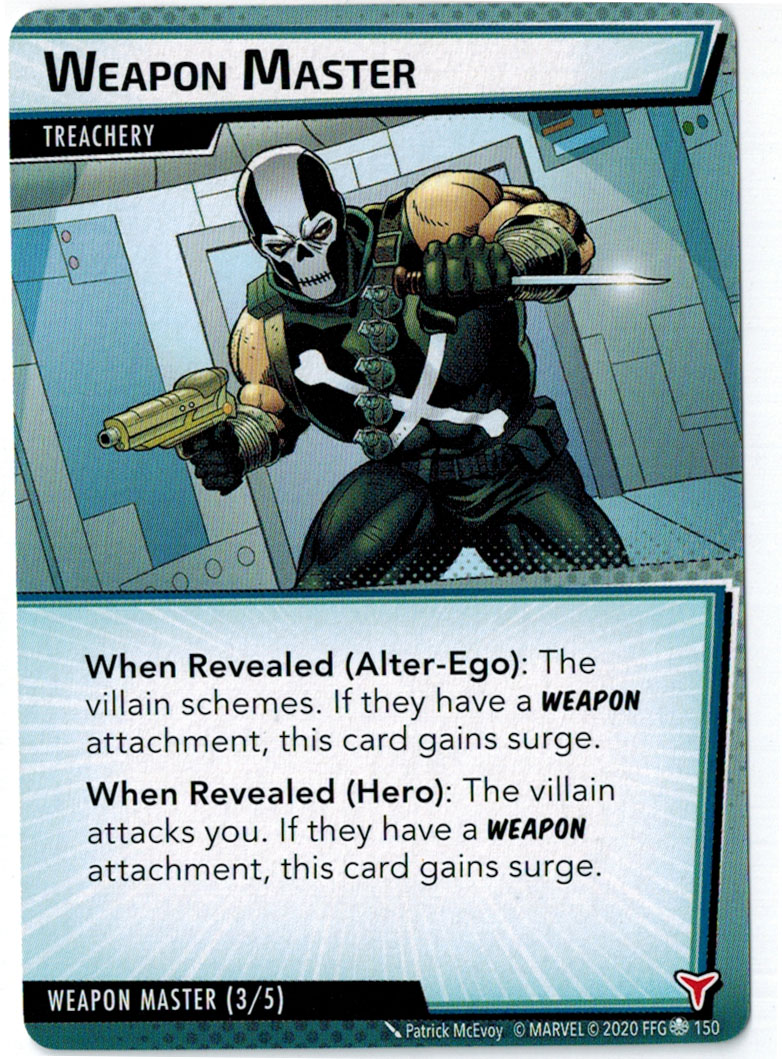 WEAPON MASTER
TREACHERY
When Revealed (Alter-Ego): The
villain schemes. If they have a WEAPON
attachment, this card gains surge.
When Revealed (Hero): The villain
attacks you. If they have a WEAPON
attachment, this card gains surge.
WEAPON MASTER (3/5)
Patrick McEvoy © MARVEL © 2020 FFG 150